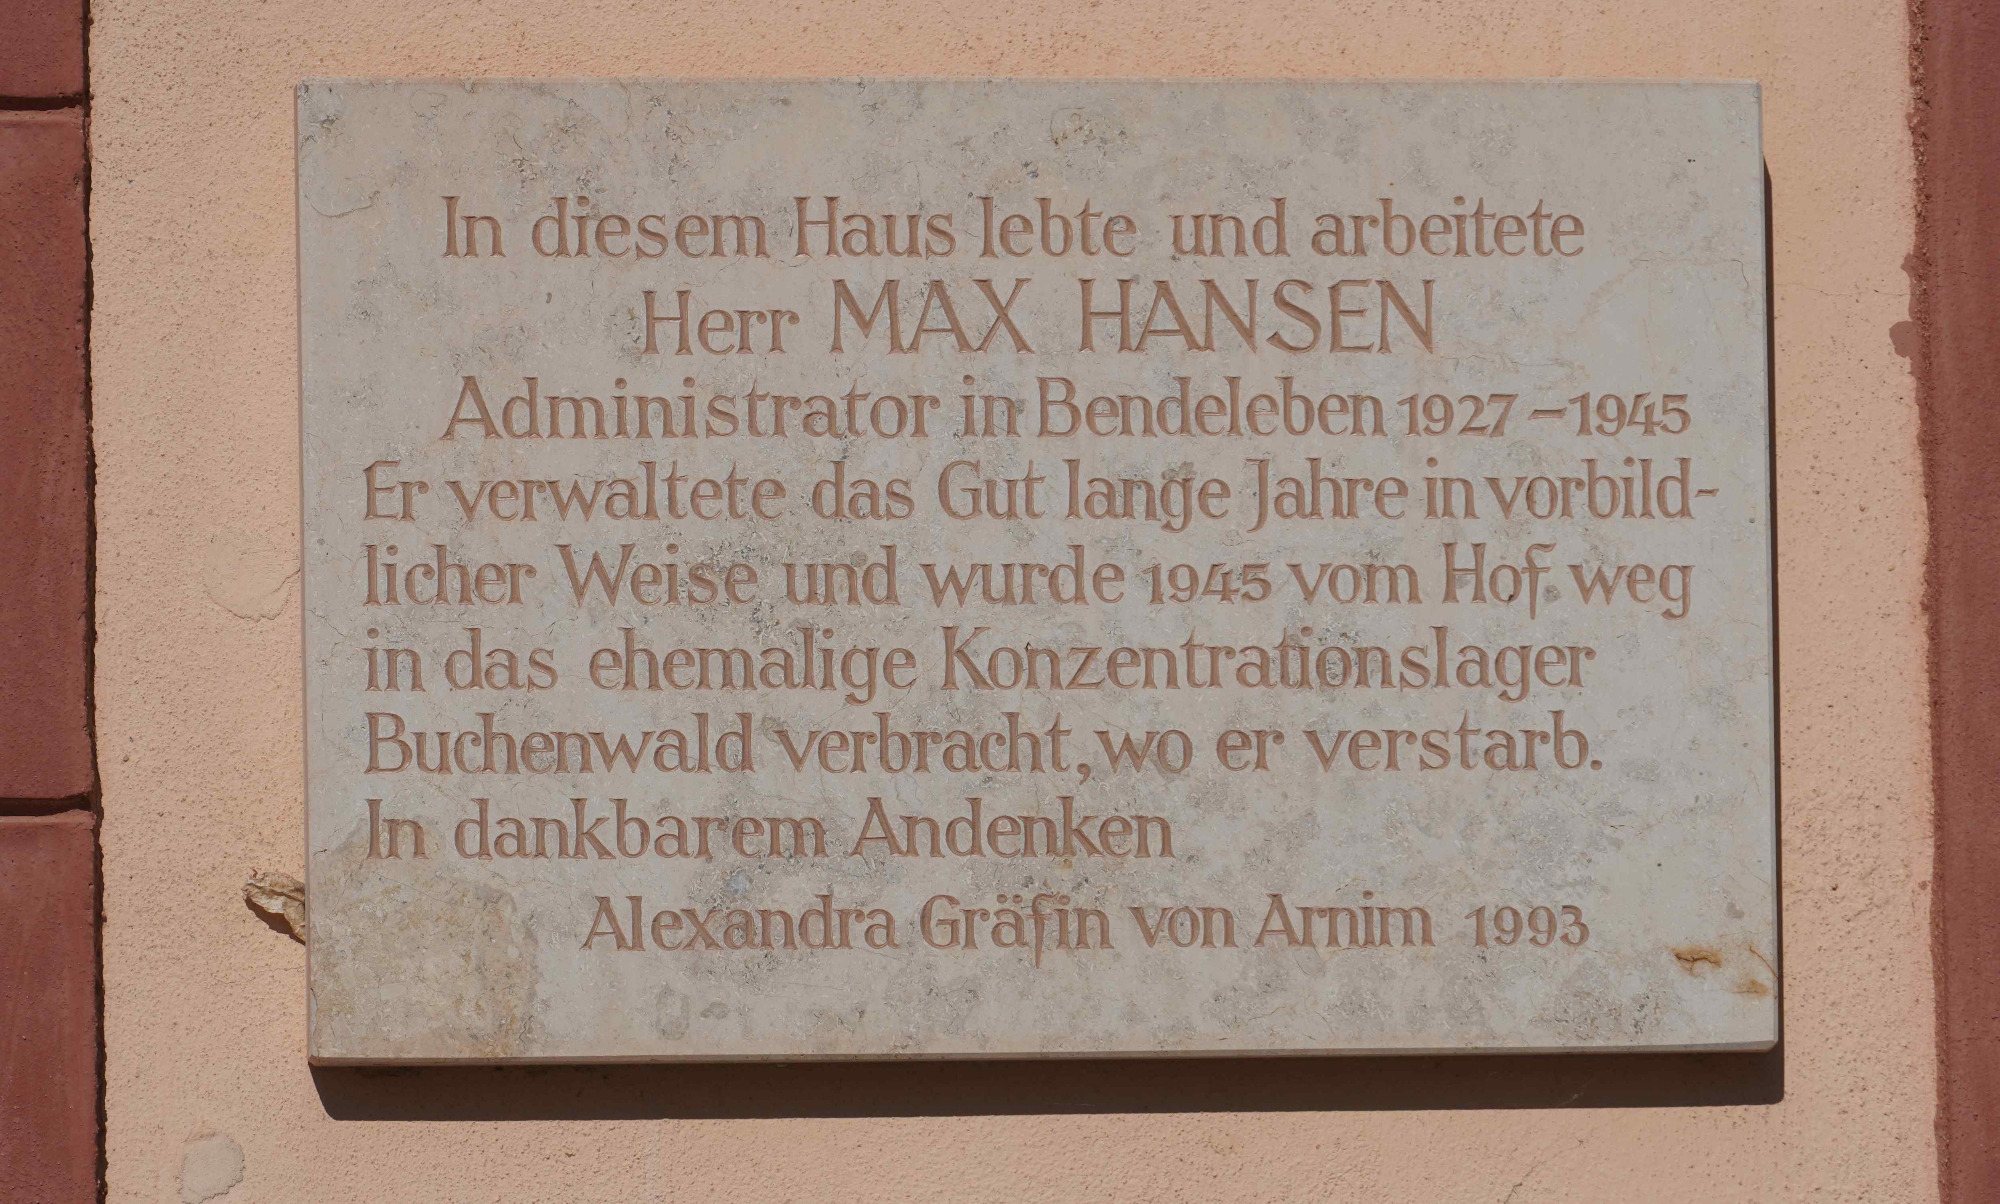 In diesem Haus lebte und arbeitete
Herr MAX HANSEN
Administrator in Bendeleben 1927–1945
Er verwaltete das Gut lange Jahre in vorbild-
licher Weise und wurde 1945 vom Hof weg
in das ehemalige Konzentrationslager
Buchenwald verbracht, wo er verstarb.
In dankbarem Andenken
Alexandra Gräfin von Arnim 1993